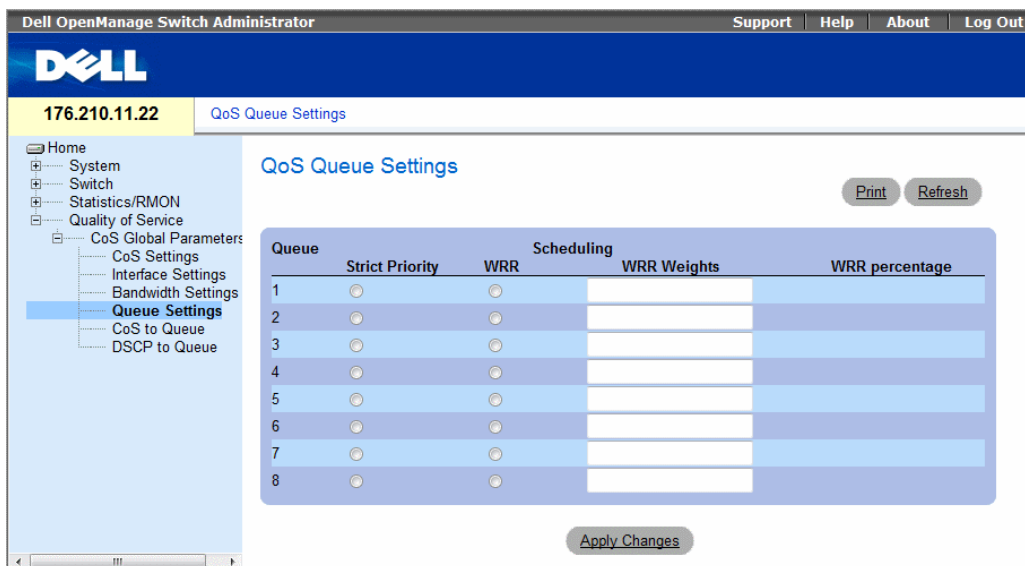 Dell OpenManage Switch Administrator Support Help About Log Out
DELL
176.210.11.22 QoS Queue Settings
Home
System
Switch
Statistics/RMON
Quality of Service
CoS Global Parameters
CoS Settings
Interface Settings
Bandwidth Settings
Queue Settings
CoS to Queue
DSCP to Queue
QoS Queue Settings
Print Refresh
Queue Scheduling
Strict Priority WRR WRR Weights WRR percentage
1
2
3
4
5
6
7
8
Apply Changes